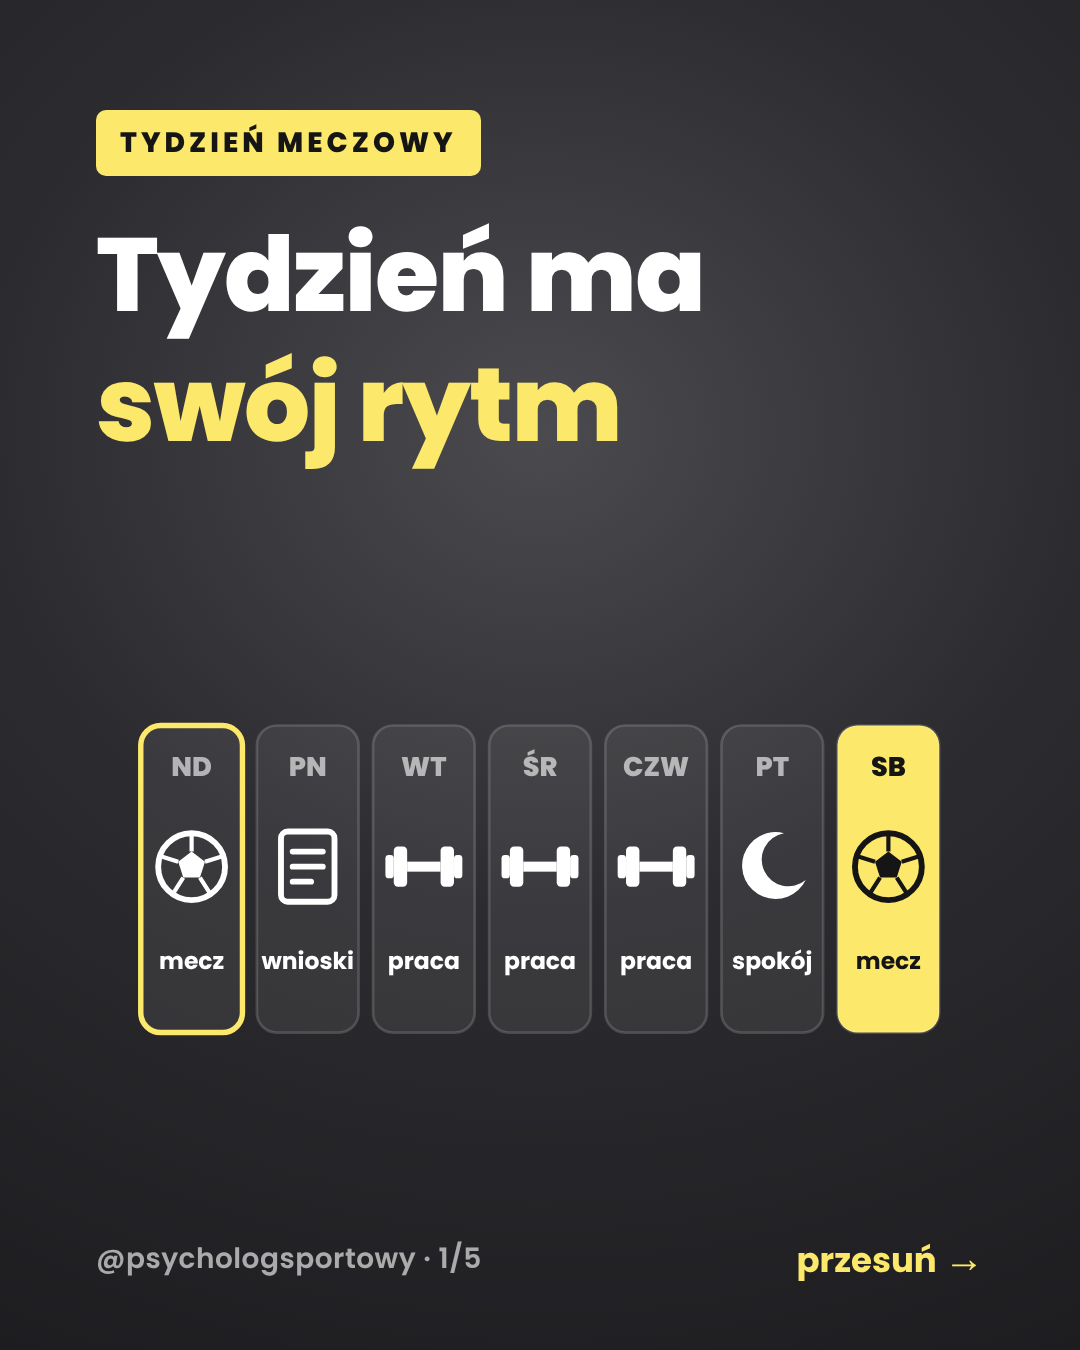 TYDZIEŃ MECZOWY
Tydzień ma
swój rytm
ND PN WT ŚR CZW PT SB
mecz wnioski praca praca praca spokój mecz
@psychologsportowy · 1/5
przesuń →